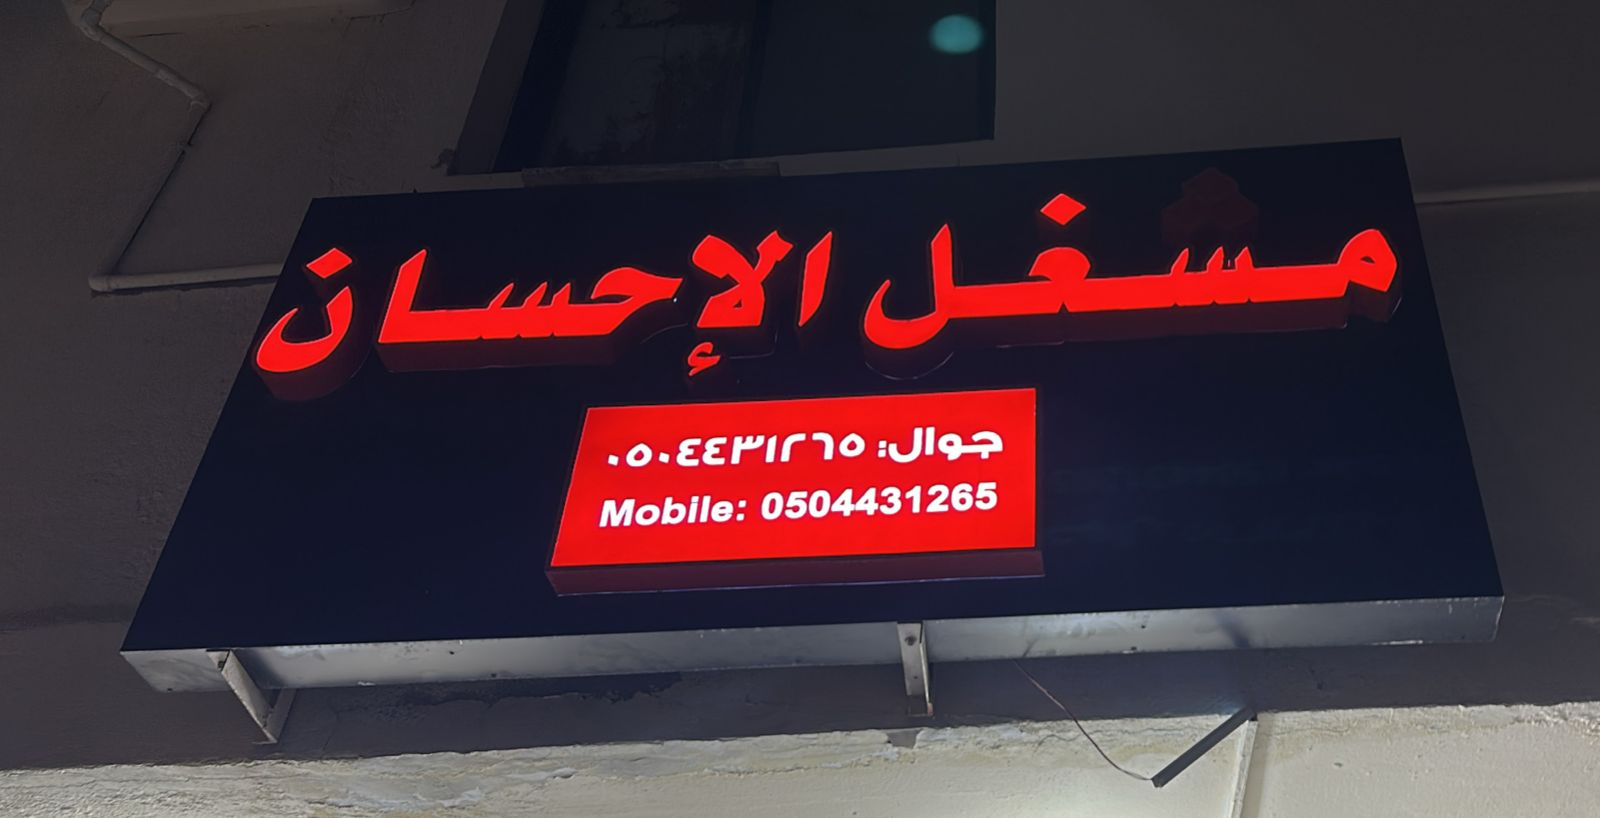 مشغل الإحسان
جوال: ٠٥٠٤٤٣١٢٦٥
Mobile: 0504431265